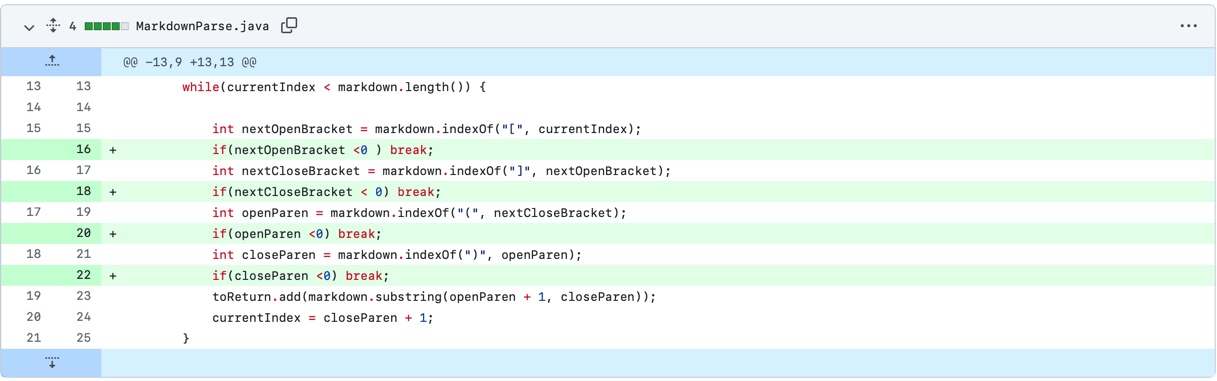 4 MarkdownParse.java
@@ -13,9 +13,13 @@
13 13 while(currentIndex < markdown.length()) {
14 14
15 15 int nextOpenBracket = markdown.indexOf("[", currentIndex);
16 + if(nextOpenBracket <0 ) break;
16 17 int nextCloseBracket = markdown.indexOf("]", nextOpenBracket);
18 + if(nextCloseBracket < 0) break;
17 19 int openParen = markdown.indexOf("(", nextCloseBracket);
20 + if(openParen <0) break;
18 21 int closeParen = markdown.indexOf(")", openParen);
22 + if(closeParen <0) break;
19 23 toReturn.add(markdown.substring(openParen + 1, closeParen));
20 24 currentIndex = closeParen + 1;
21 25 }